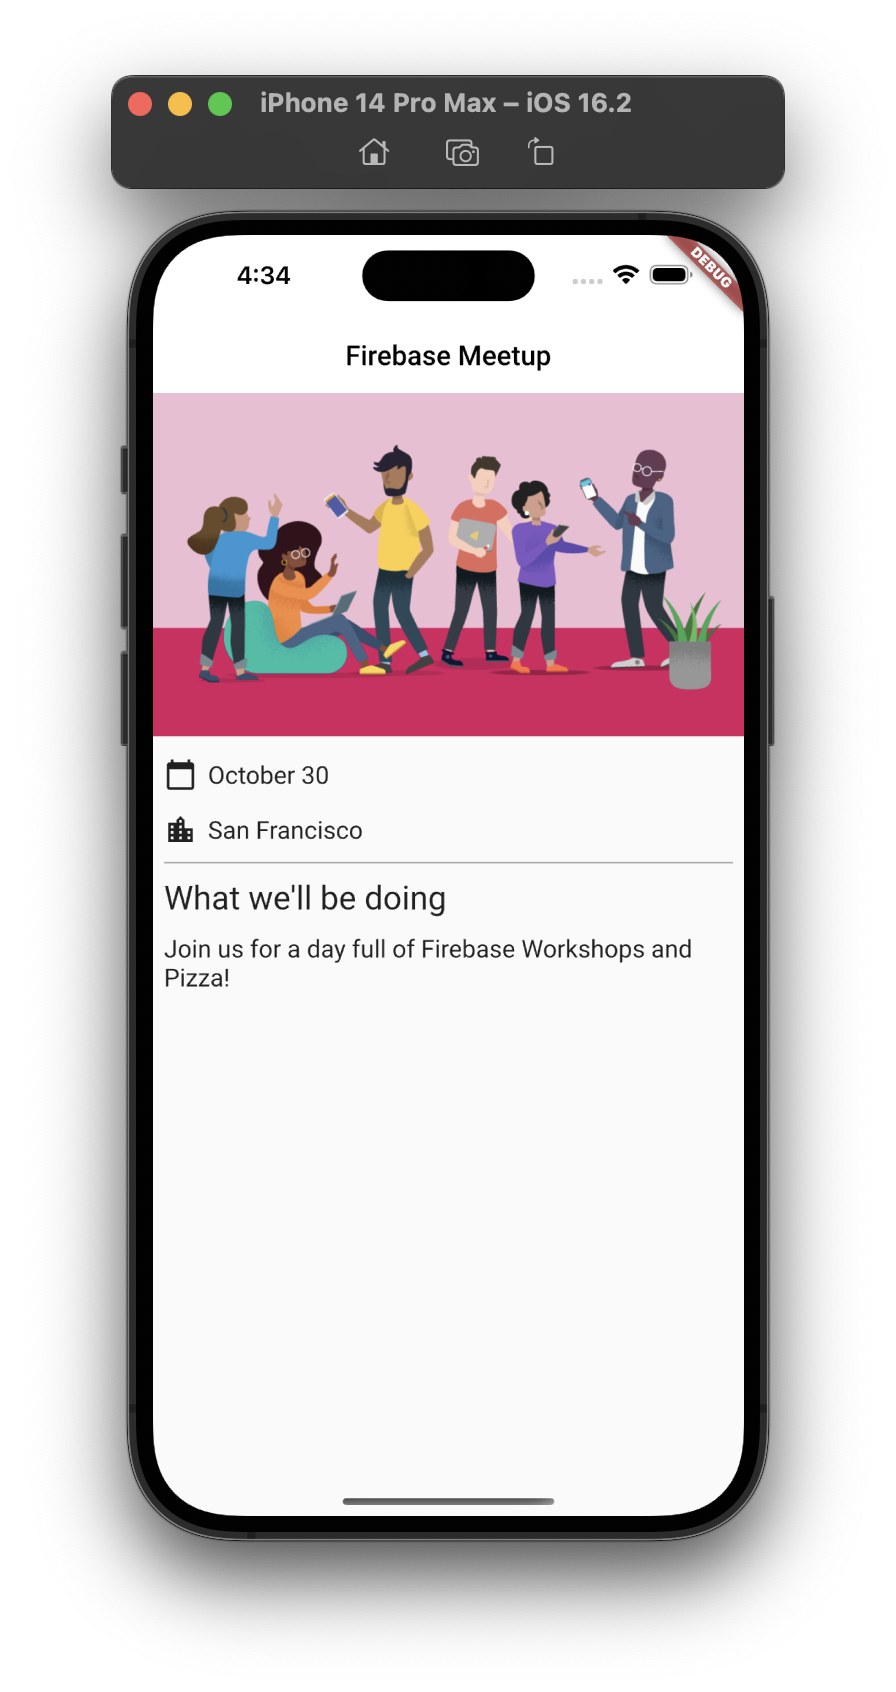 iPhone 14 Pro Max – iOS 16.2
4:34
DEBUG
Firebase Meetup
October 30
San Francisco
What we'll be doing
Join us for a day full of Firebase Workshops and
Pizza!